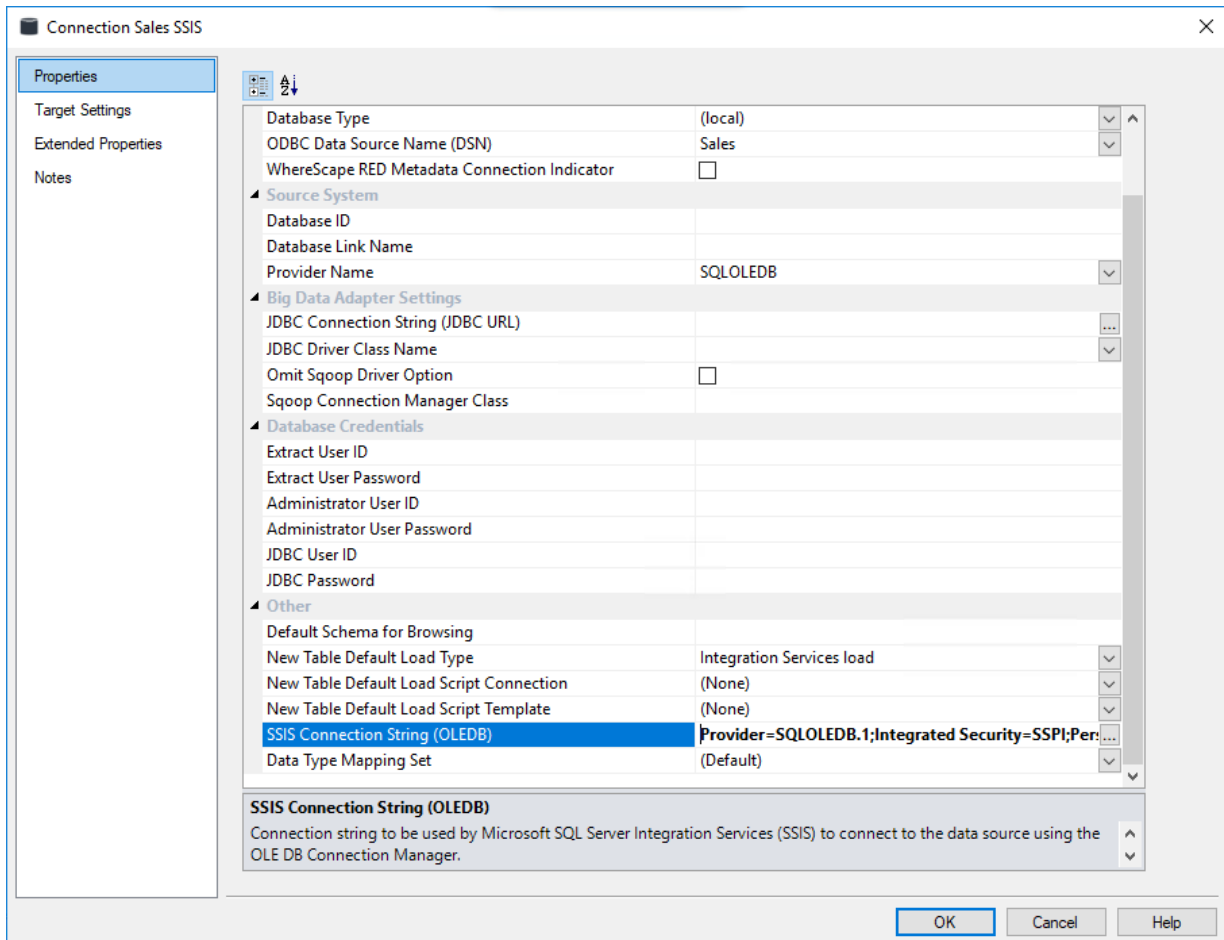 Connection Sales SSIS
Properties
Target Settings
Extended Properties
Notes
Database Type (local)
ODBC Data Source Name (DSN) Sales
WhereScape RED Metadata Connection Indicator
Source System
Database ID
Database Link Name
Provider Name SQLOLEDB
Big Data Adapter Settings
JDBC Connection String (JDBC URL) ...
JDBC Driver Class Name
Omit Sqoop Driver Option
Sqoop Connection Manager Class
Database Credentials
Extract User ID
Extract User Password
Administrator User ID
Administrator User Password
JDBC User ID
JDBC Password
Other
Default Schema for Browsing
New Table Default Load Type Integration Services load
New Table Default Load Script Connection (None)
New Table Default Load Script Template (None)
SSIS Connection String (OLEDB) Provider=SQLOLEDB.1;Integrated Security=SSPI;Pers ...
Data Type Mapping Set (Default)
SSIS Connection String (OLEDB)
Connection string to be used by Microsoft SQL Server Integration Services (SSIS) to connect to the data source using the
OLE DB Connection Manager.
OK Cancel Help